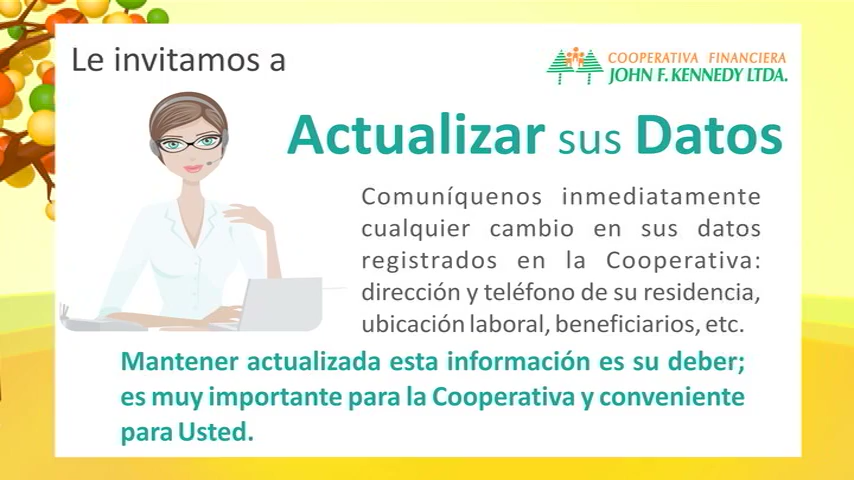 Le invitamos a
COOPERATIVA FINANCIERA
JOHN F. KENNEDY LTDA.
Actualizar sus Datos
Comuníquenos inmediatamente
cualquier cambio en sus datos
registrados en la Cooperativa:
dirección y teléfono de su residencia,
ubicación laboral, beneficiarios, etc.
Mantener actualizada esta información es su deber;
es muy importante para la Cooperativa y conveniente
para Usted.